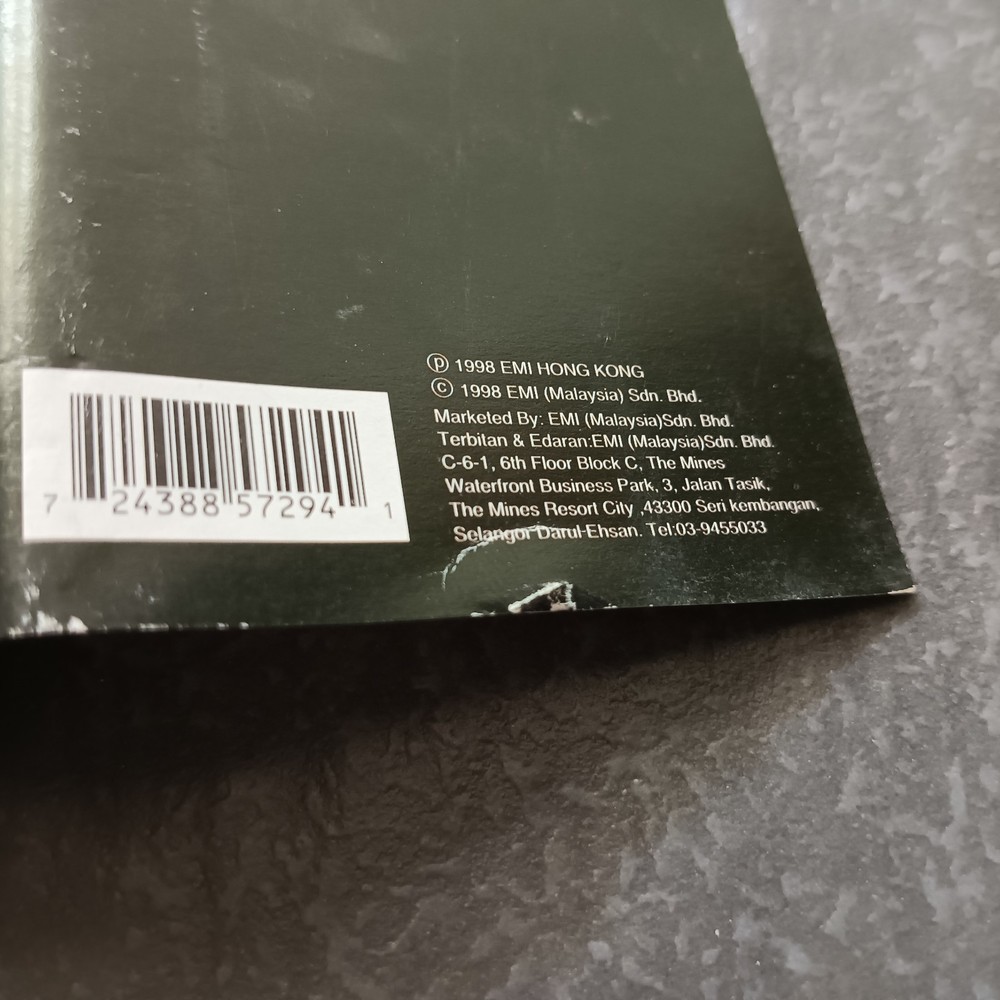 Ⓟ 1998 EMI HONG KONG
© 1998 EMI (Malaysia) Sdn. Bhd.
Marketed By: EMI (Malaysia)Sdn. Bhd.
Terbitan & Edaran:EMI (Malaysia)Sdn. Bhd.
C-6-1, 6th Floor Block C, The Mines
Waterfront Business Park, 3, Jalan Tasik,
The Mines Resort City ,43300 Seri kembangan,
Selangor Darul-Ehsan. Tel:03-9455033
7 24388 57294 1